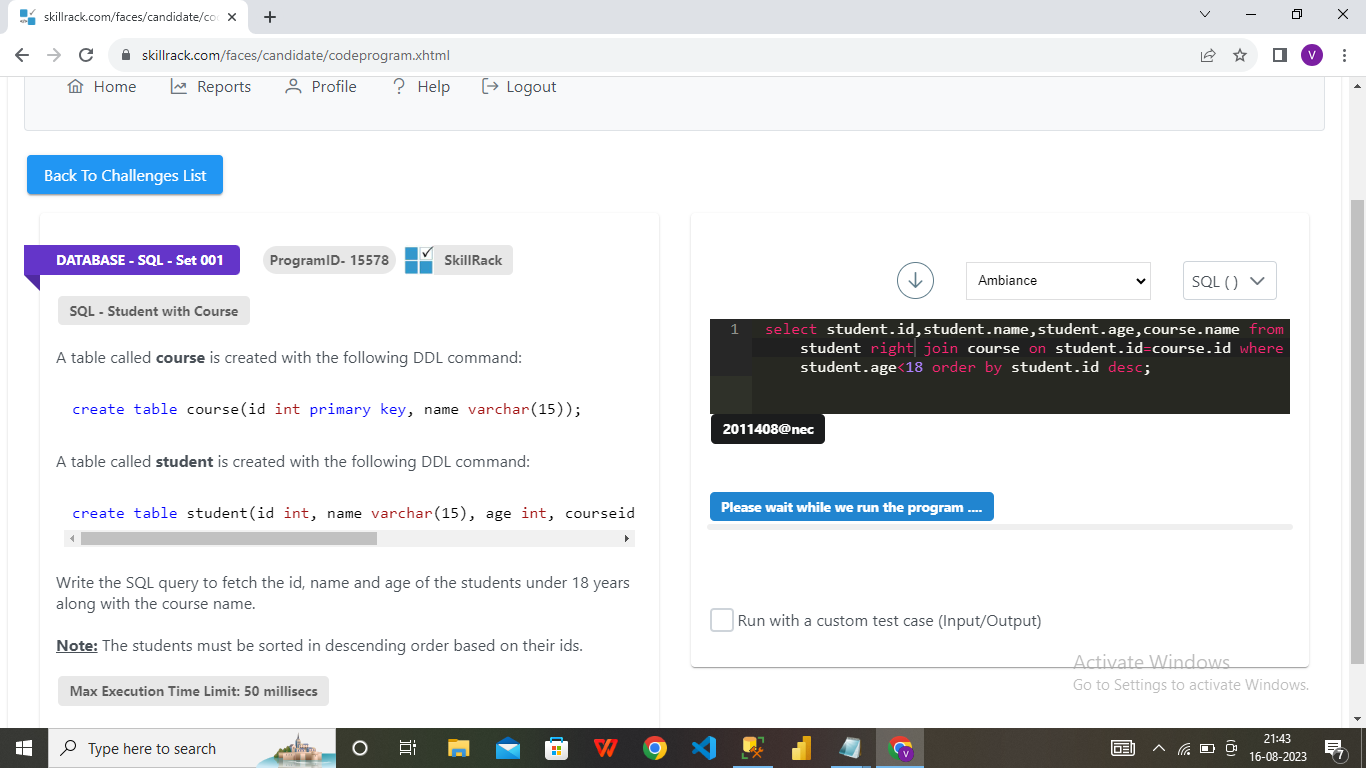 skillrack.com/faces/candidate/co
skillrack.com/faces/candidate/codeprogram.xhtml
V
Home
Reports
Profile
Help
Logout
Back To Challenges List
DATABASE - SQL - Set 001
ProgramID- 15578
SkillRack
SQL - Student with Course
A table called course is created with the following DDL command:
create table course(id int primary key, name varchar(15));
A table called student is created with the following DDL command:
create table student(id int, name varchar(15), age int, courseid
Write the SQL query to fetch the id, name and age of the students under 18 years
along with the course name.
Note: The students must be sorted in descending order based on their ids.
Max Execution Time Limit: 50 millisecs
Ambiance
SQL ( )
1 select student.id,student.name,student.age,course.name from
student right join course on student.id=course.id where
student.age<18 order by student.id desc;
2011408@nec
Please wait while we run the program ....
Run with a custom test case (Input/Output)
Activate Windows
Go to Settings to activate Windows.
Type here to search
21:43
16-08-2023
7